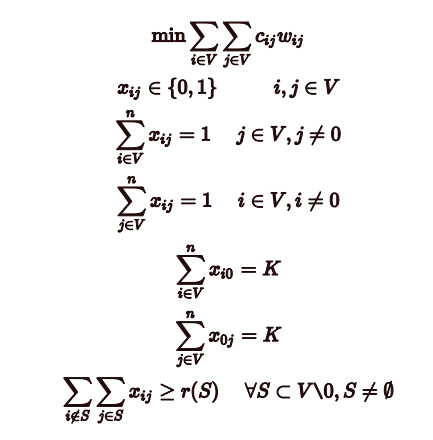 min ∑_{i∈V} ∑_{j∈V} c_{ij} w_{ij}
x_{ij} ∈ {0, 1} i, j ∈ V
∑_{i∈V}^{n} x_{ij} = 1 j ∈ V, j ≠ 0
∑_{j∈V}^{n} x_{ij} = 1 i ∈ V, i ≠ 0
∑_{i∈V}^{n} x_{i0} = K
∑_{j∈V}^{n} x_{0j} = K
∑_{i∉S} ∑_{j∈S} x_{ij} ≥ r(S) ∀S ⊂ V\0, S ≠ ∅